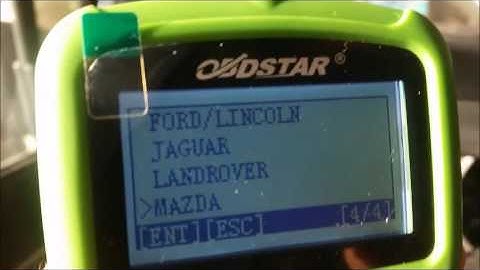 OBDSTAR®
FORD/LINCOLN
JAGUAR
LANDROVER
>MAZDA
[ENT][ESC] [4/4]